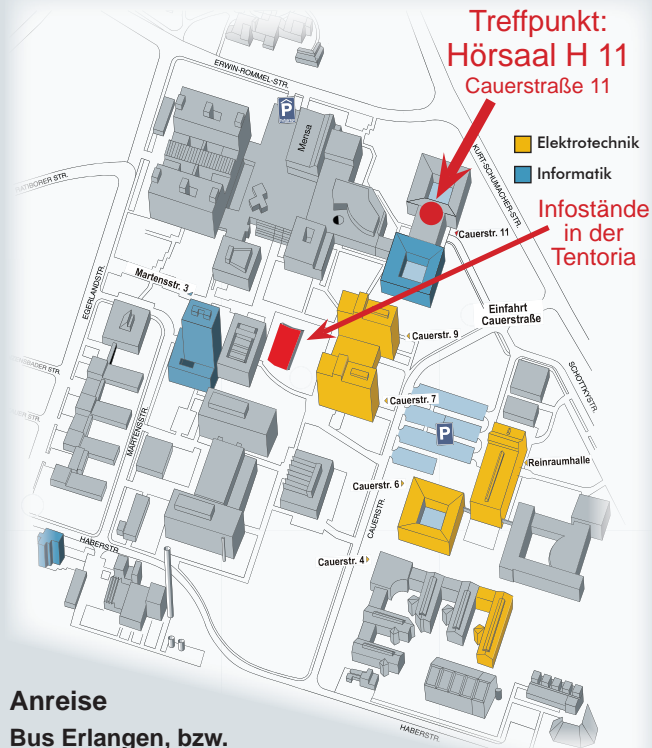 Treffpunkt:
Hörsaal H 11
Cauerstraße 11
ERWIN-ROMMEL-STR.
P
Mensa
KURT-SCHUMACHER-STR.
Elektrotechnik
Informatik
Infostände
in der
Tentoria
Cauerstr. 11
EGERLANDSTR.
Martensstr. 3
Einfahrt
Cauerstraße
Cauerstr. 9
SCHOTTKYSTR.
Cauerstr. 7
P
MARTENSSTR.
Reinraumhalle
Cauerstr. 6
CAUERSTR.
HABERSTR.
Cauerstr. 4
HABERSTR.
Anreise
Bus Erlangen, bzw.